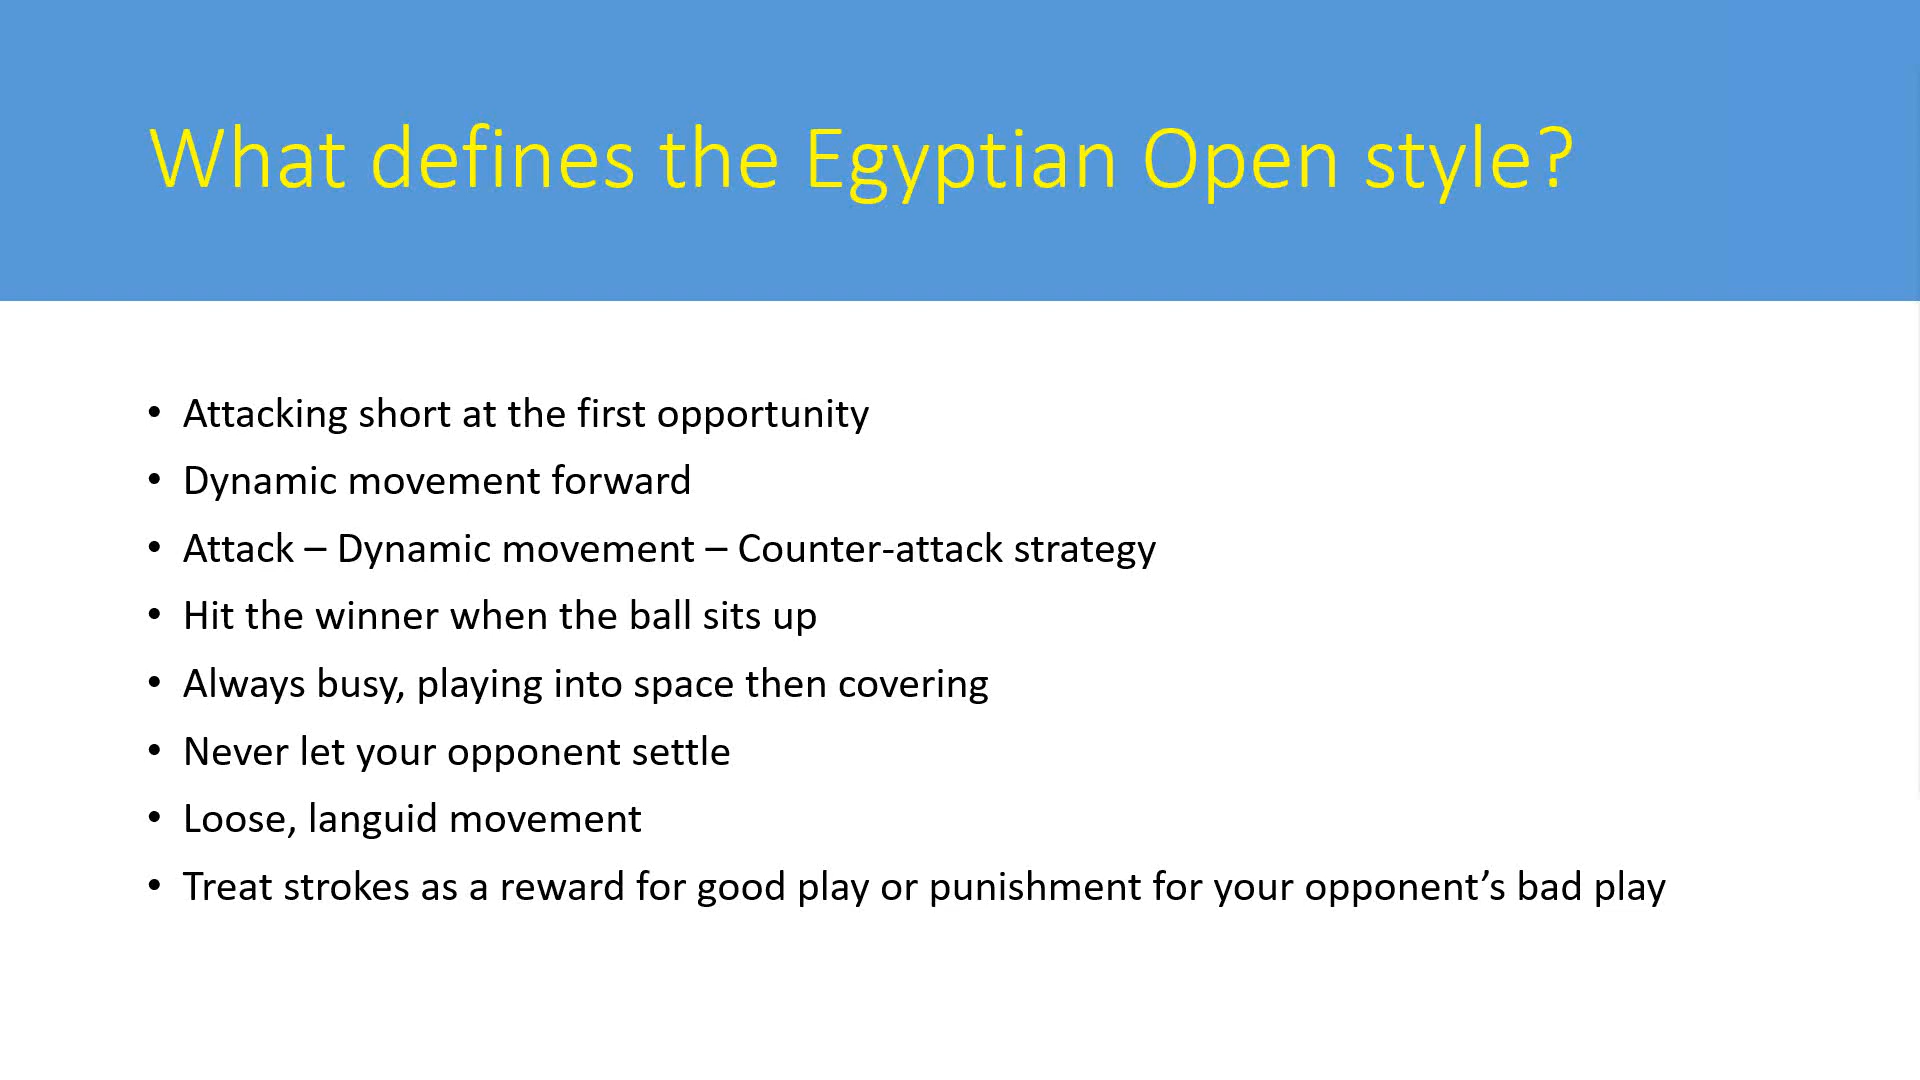 What defines the Egyptian Open style?
• Attacking short at the first opportunity
• Dynamic movement forward
• Attack – Dynamic movement – Counter-attack strategy
• Hit the winner when the ball sits up
• Always busy, playing into space then covering
• Never let your opponent settle
• Loose, languid movement
• Treat strokes as a reward for good play or punishment for your opponent’s bad play